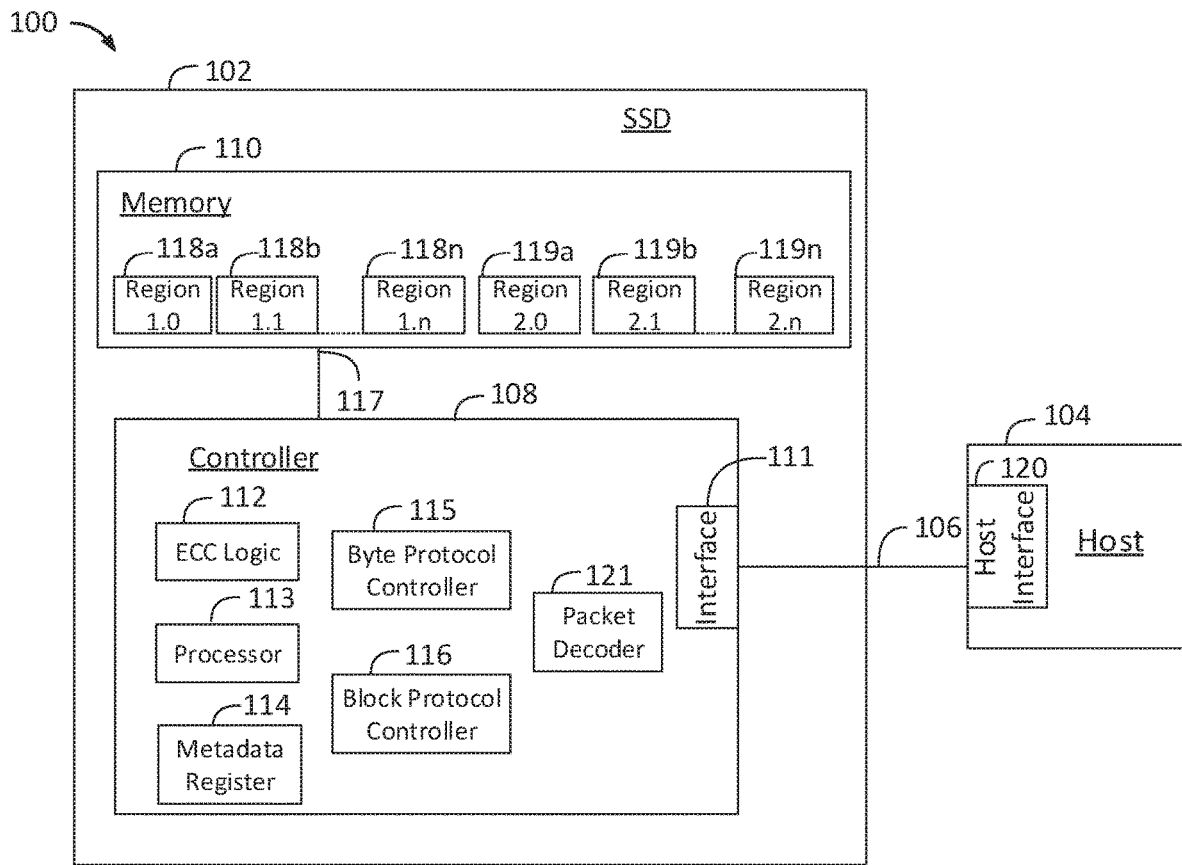 100
102
SSD
110
Memory
118a 118b 118n 119a 119b 119n
Region Region Region Region Region Region
1.0 1.1 1.n 2.0 2.1 2.n
117
108
104
Controller
111
120
112
115
ECC Logic
Byte Protocol
Controller
121
Interface
106
Host
Interface
Host
113
Packet
Decoder
Processor
116
Block Protocol
Controller
114
Metadata
Register